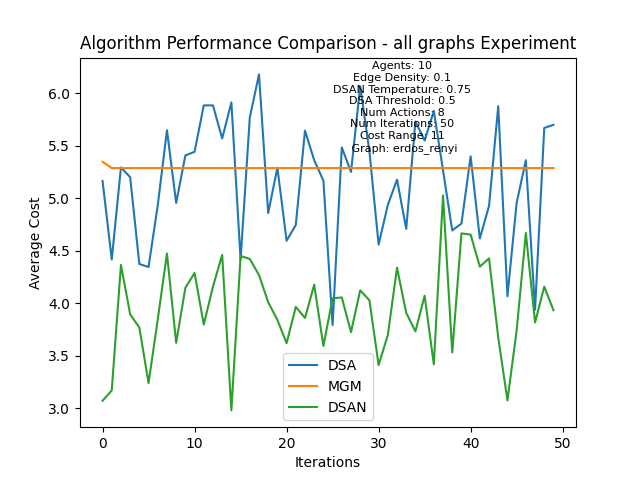 Algorithm Performance Comparison - all graphs Experiment
Agents: 10
Edge Density: 0.1
DSAN Temperature: 0.75
DSA Threshold: 0.5
Num Actions:
Num Iterations: 50
Cost Range: 11
Graph: erdos_renyi
Average Cost
6.0
5.5
5.0
4.5
4.0
3.5
3.0
DSA
MGM
DSAN
0
10
20
30
40
50
Iterations